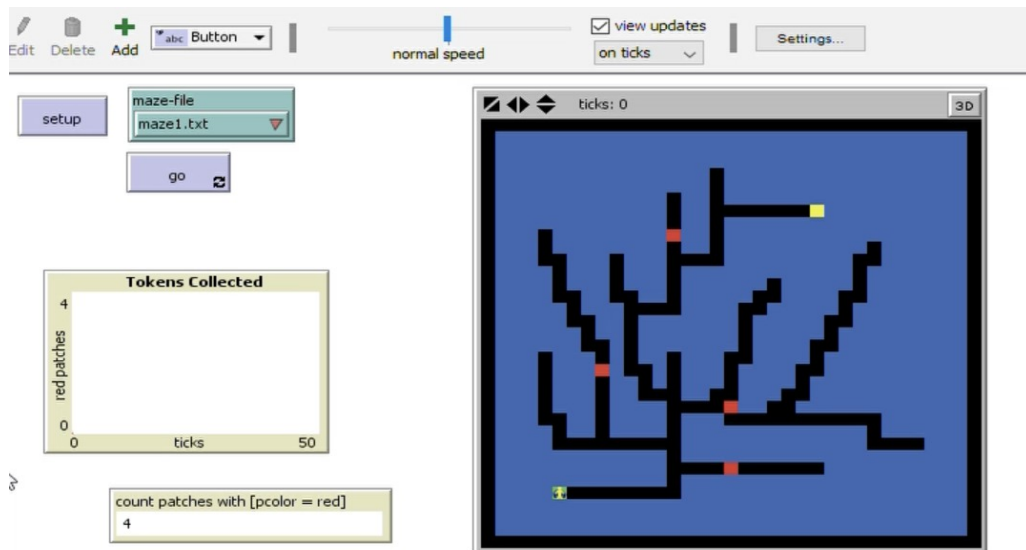 Edit Delete Add abc Button normal speed view updates on ticks Settings...
setup
maze-file
maze1.txt
go
ticks: 0
3D
Tokens Collected
4
red patches
0
0 ticks 50
count patches with [pcolor = red]
4